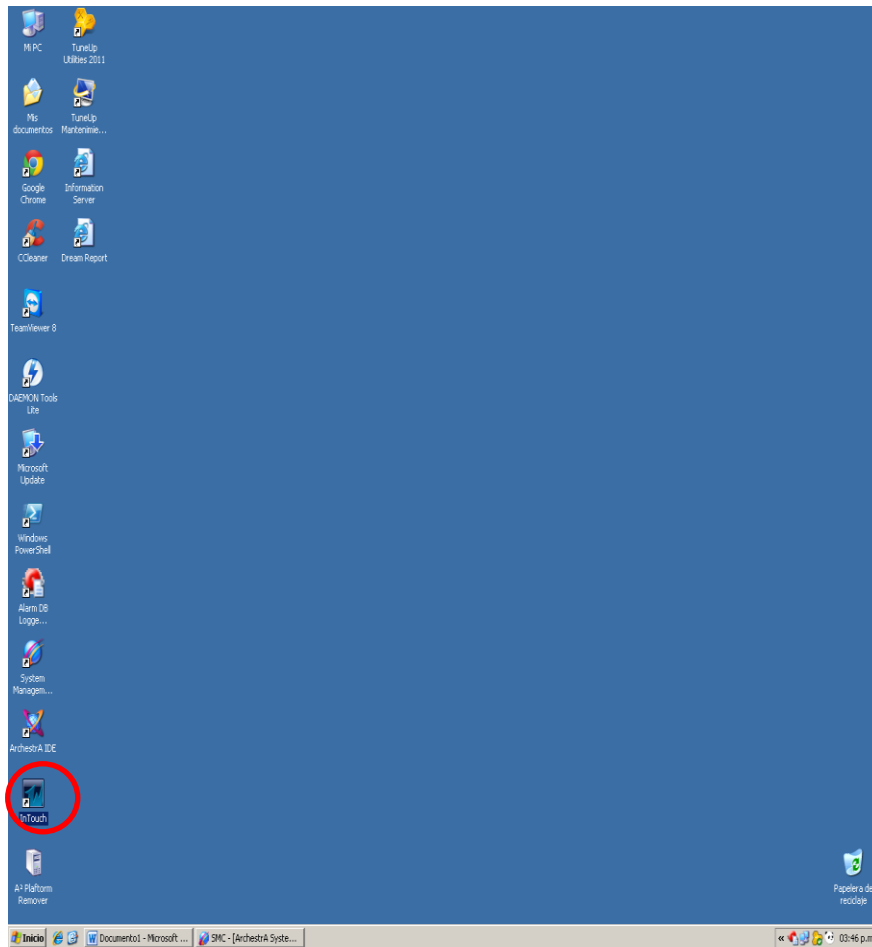 Mi PC
TuneUp
Utilities 2011
Mis
documentos
TuneUp
Mantenimie...
Google
Chrome
Information
Server
CCleaner
Dream Report
TeamViewer 8
DAEMON Tools
Lite
Microsoft
Update
Windows
PowerShell
Alarm DB
Logge...
System
Managem...
ArchestrA IDE
InTouch
A² Plaftorm
Remover
Papelera de
reciclaje
Inicio
Documento1 - Microsoft ...
SMC - [ArchestrA Syste...
« 03:46 p.m